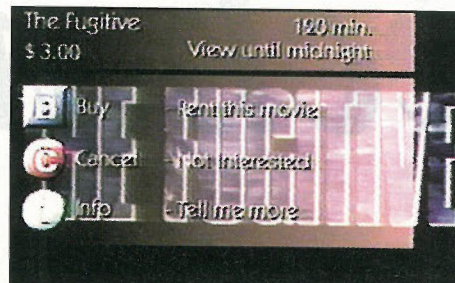 The Fugitive 120 min.
$ 3.00 View until midnight
B Buy - Rent this movie
C Cancel - Not Interested
Info - Tell me more